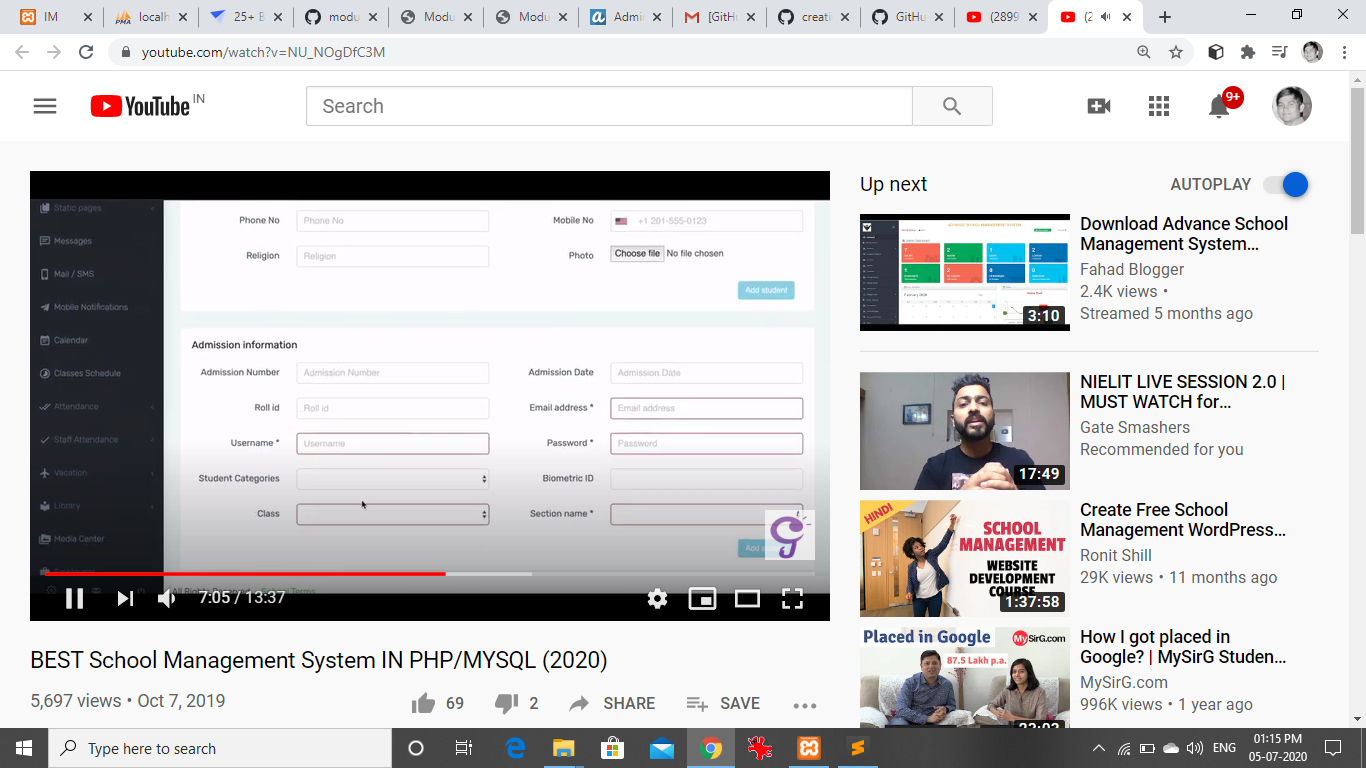 IM
localh
25+ B
modu
Modu
Modu
Admi
[GitH
creati
GitHu
(2899
(2
youtube.com/watch?v=NU_NOgDfC3M
YouTube IN
Search
9+
Static pages
Messages
Mail / SMS
Mobile Notifications
Calendar
Classes Schedule
Attendance
Staff Attendance
Vacation
Library
Media Center
Phone No
Phone No
Mobile No
+1 201-555-0123
Religion
Religion
Photo
Choose file No file chosen
Add student
Admission information
Admission Number
Admission Number
Admission Date
Admission Date
Roll id
Roll id
Email address *
Email address
Username *
Username
Password *
Password
Student Categories
Biometric ID
Class
Section name *
7:05 / 13:37
BEST School Management System IN PHP/MYSQL (2020)
5,697 views • Oct 7, 2019
69
2
SHARE
SAVE
Up next
AUTOPLAY
3:10
Download Advance School
Management System…
Fahad Blogger
2.4K views •
Streamed 5 months ago
17:49
NIELIT LIVE SESSION 2.0 |
MUST WATCH for…
Gate Smashers
Recommended for you
HINDI
SCHOOL
MANAGEMENT
WEBSITE
DEVELOPMENT
COURSE
1:37:58
Create Free School
Management WordPress…
Ronit Shill
29K views • 11 months ago
Placed in Google
MySirG.com
87.5 Lakh p.a.
How I got placed in
Google? | MySirG Studen…
MySirG.com
996K views • 1 year ago
Type here to search
ENG
01:15 PM
05-07-2020